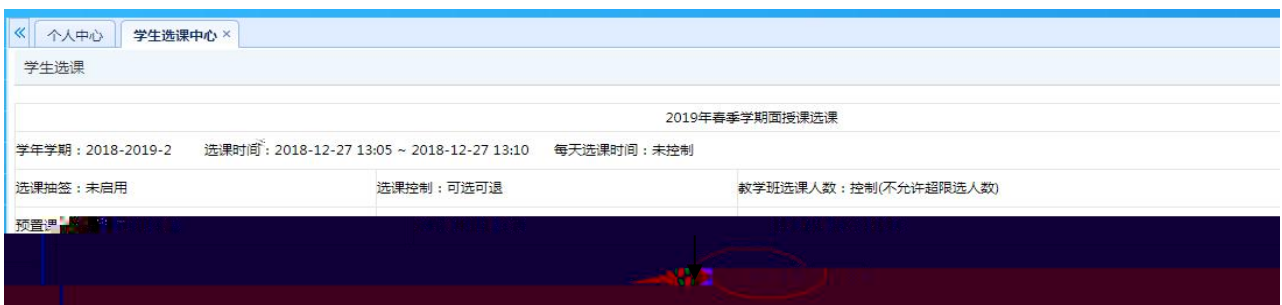 个人中心 学生选课中心
学生选课
2019年春季学期面授课选课
学年学期：2018-2019-2 选课时间：2018-12-27 13:05 ~ 2018-12-27 13:10 每天选课时间：未控制
选课抽签：未启用 选课控制：可选可退 教学班选课人数：控制(不允许超限选人数)
预置课